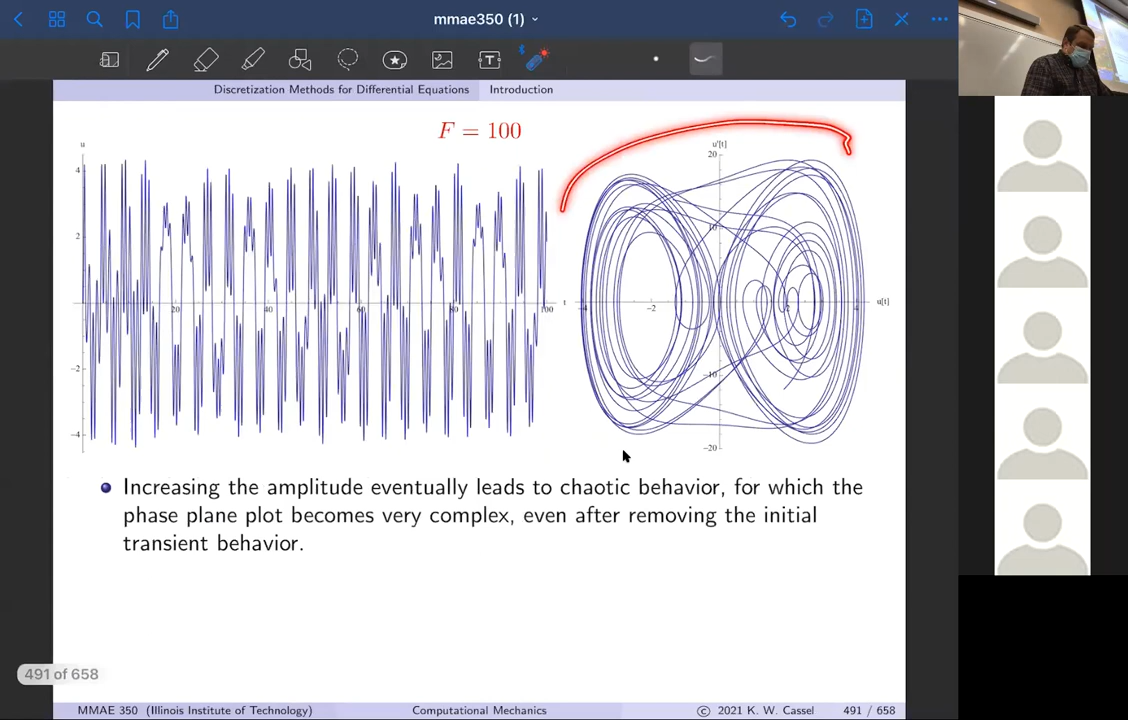 mmae350 (1)
Discretization Methods for Differential Equations Introduction
F = 100
u
4
2
-2
-4
20
40
60
80
100
t
u'[t]
20
10
-10
-20
-4
-2
2
4
u[t]
Increasing the amplitude eventually leads to chaotic behavior, for which the
phase plane plot becomes very complex, even after removing the initial
transient behavior.
491 of 658
MMAE 350 (Illinois Institute of Technology) Computational Mechanics © 2021 K. W. Cassel 491 / 658